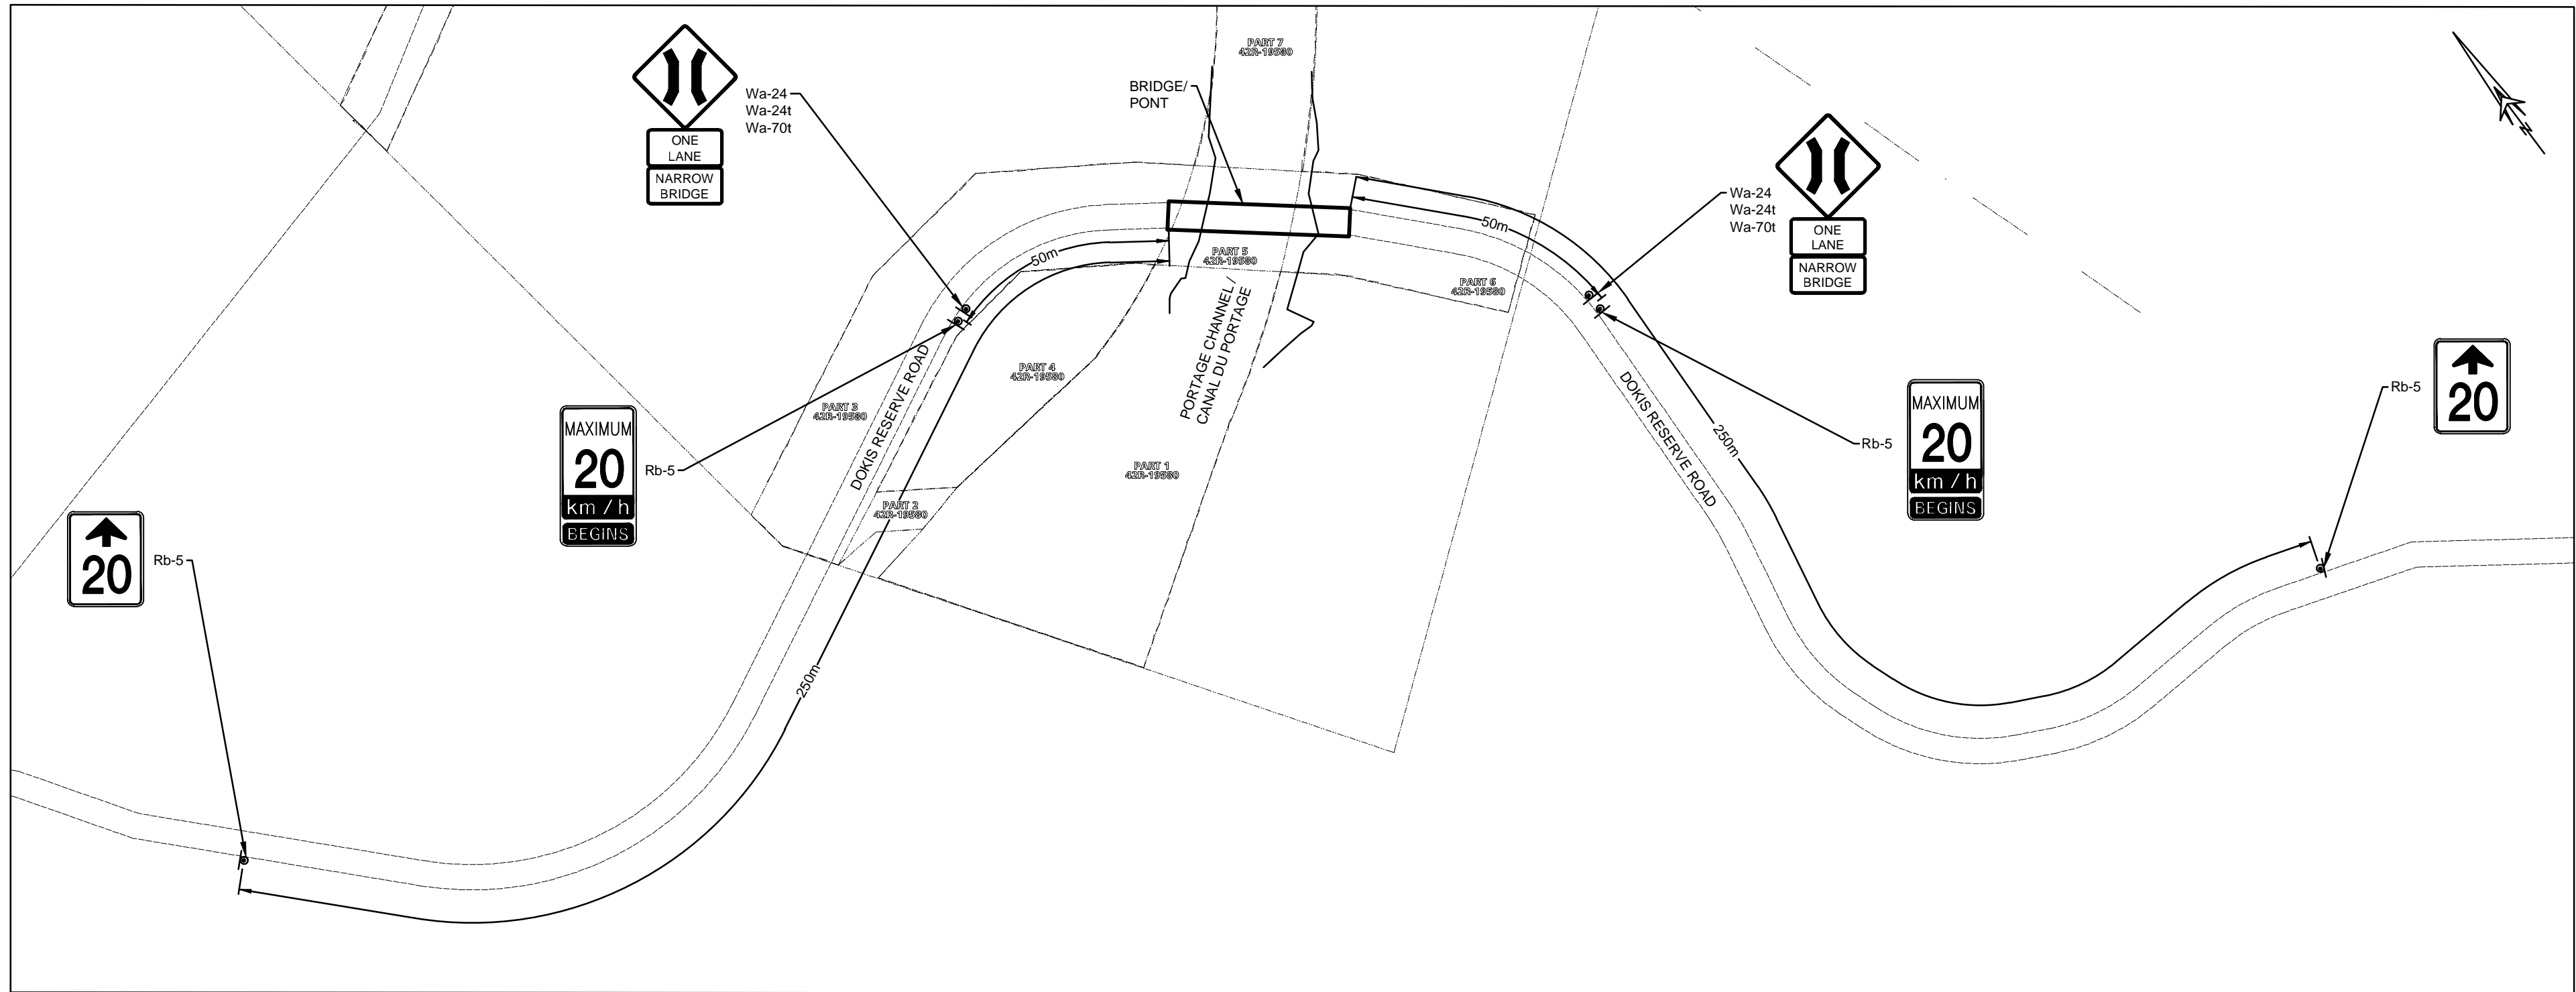 PART 7
42R-19580
BRIDGE/
PONT
Wa-24
Wa-24t
Wa-70t
ONE
LANE
NARROW
BRIDGE
N
Wa-24
Wa-24t
Wa-70t
ONE
LANE
NARROW
BRIDGE
50m
50m
PART 5
42R-19580
PART 6
42R-19580
PORTAGE CHANNEL /
CANAL DU PORTAGE
PART 4
42R-19580
PART 3
42R-19580
DOKIS RESERVE ROAD
DOKIS RESERVE ROAD
PART 1
42R-19580
PART 2
42R-19580
MAXIMUM
20
km / h
BEGINS
Rb-5
MAXIMUM
20
km / h
BEGINS
Rb-5
20
Rb-5
20
Rb-5
250m
250m